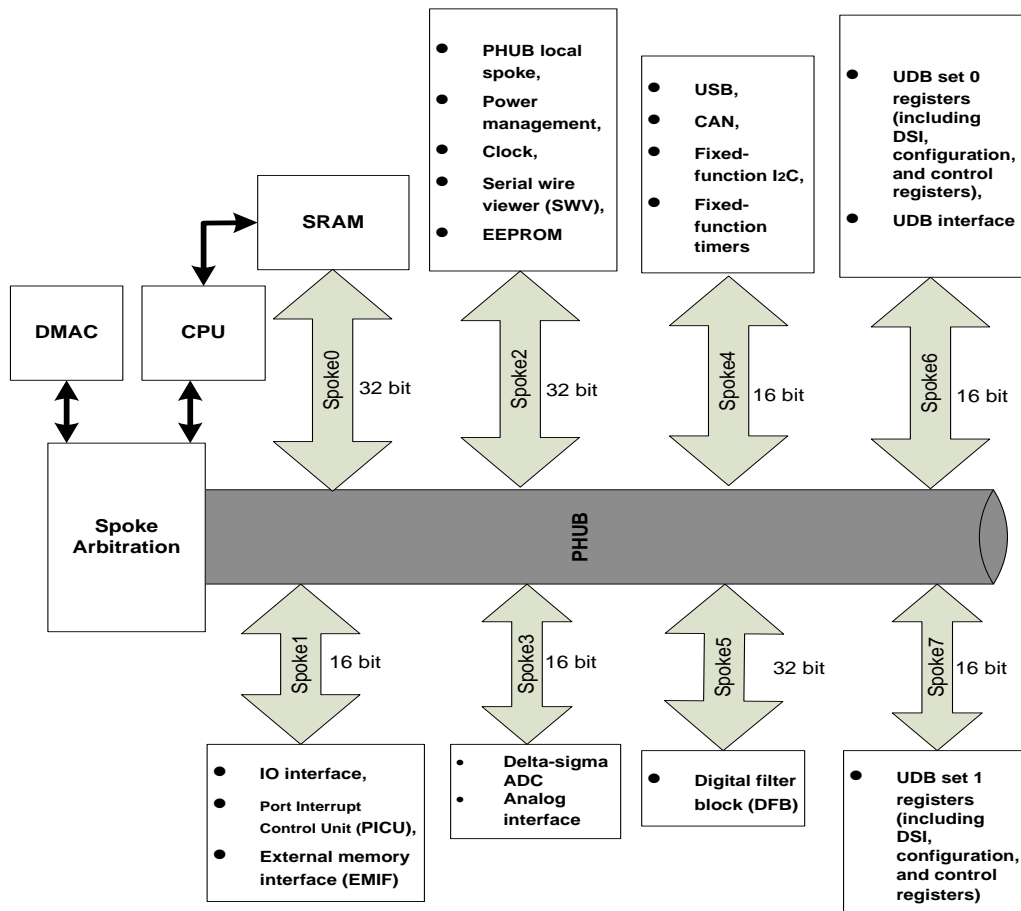 PHUB local
spoke,
Power
management,
Clock,
Serial wire
viewer (SWV),
EEPROM
USB,
CAN,
Fixed-
function I2C,
Fixed-
function
timers
UDB set 0
registers
(including
DSI,
configuration,
and control
registers),
UDB interface
SRAM
DMAC
CPU
Spoke0
32 bit
Spoke2
32 bit
Spoke4
16 bit
Spoke6
16 bit
Spoke
Arbitration
PHUB
Spoke1
16 bit
Spoke3
16 bit
Spoke5
32 bit
Spoke7
16 bit
IO interface,
Port Interrupt
Control Unit (PICU),
External memory
interface (EMIF)
Delta-sigma
ADC
Analog
interface
Digital filter
block (DFB)
UDB set 1
registers
(including
DSI,
configuration,
and control
registers)